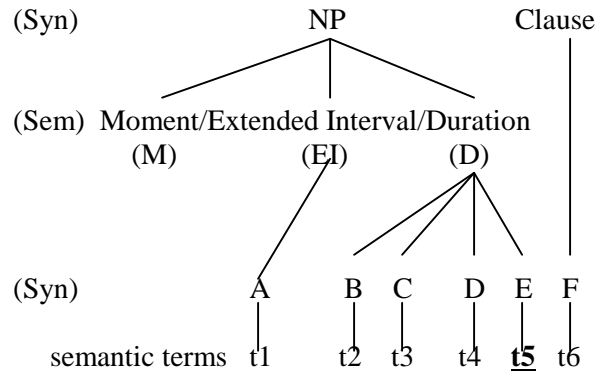 (Syn) NP Clause
(Sem) Moment/Extended Interval/Duration
(M) (EI) (D)
(Syn) A B C D E F
semantic terms t1 t2 t3 t4 t5 t6